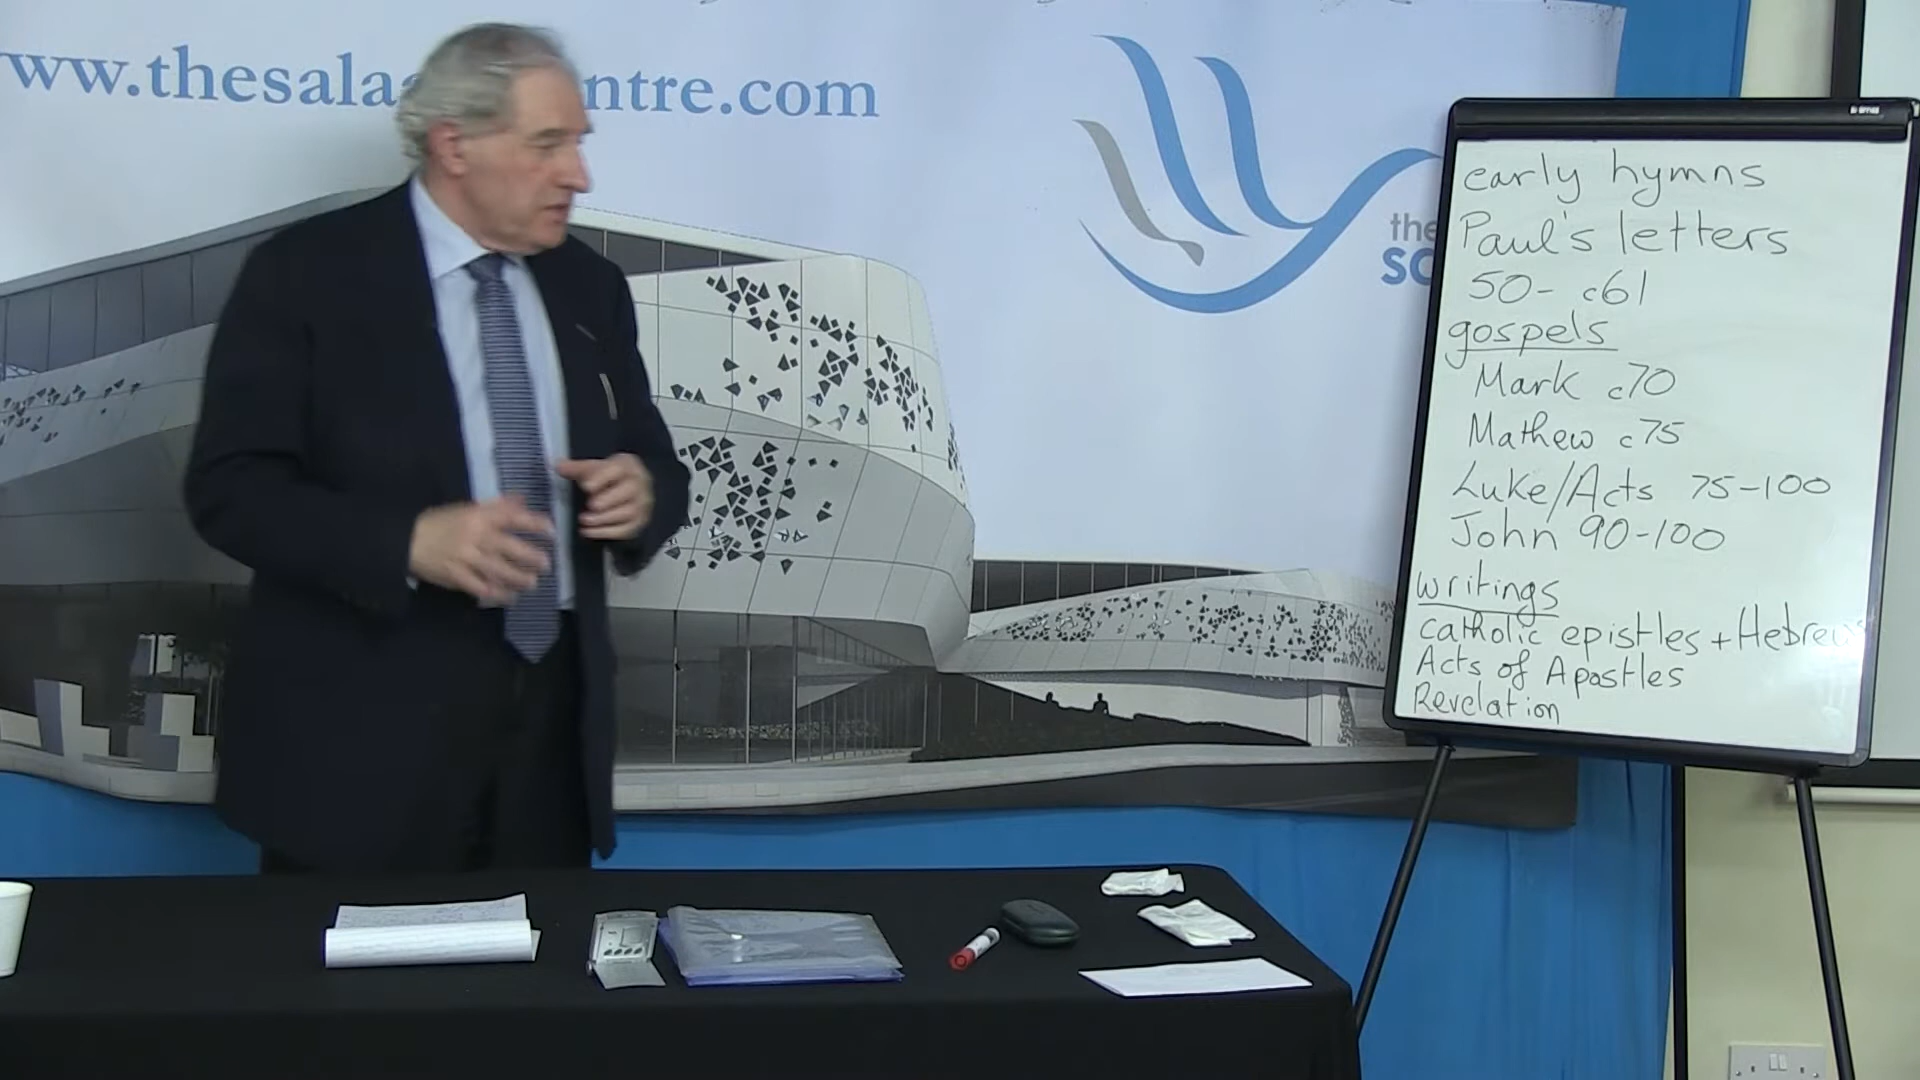 www.thesala ntre.com
the
early hymns
Paul's letters
50- c61
gospels
Mark c70
Mathew c75
Luke/Acts 75-100
John 90-100
writings
catholic epistles + Hebrews
Acts of Apostles
Revelation